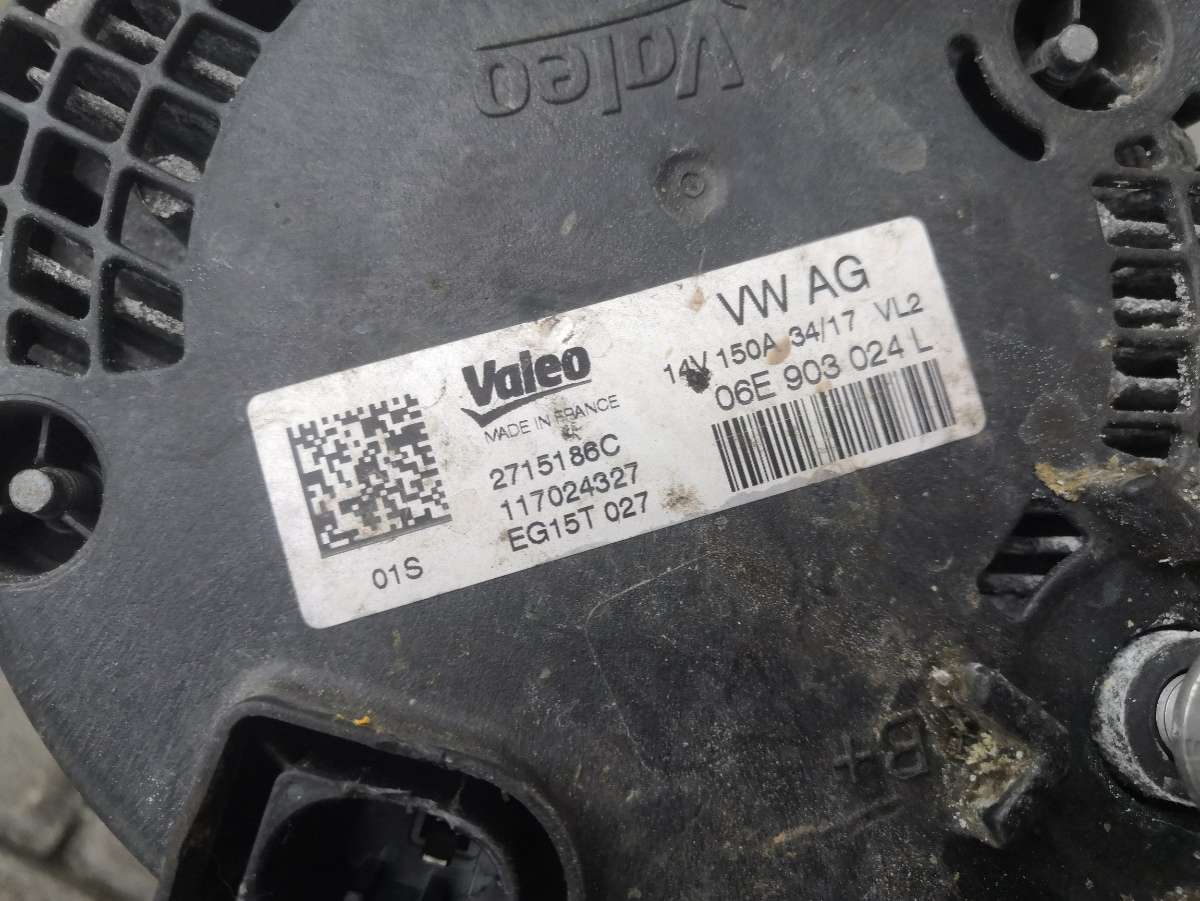 Valeo
VW AG
14V 150A 34/17 VL2
06E 903 024 L
Valeo
MADE IN FRANCE
2715186C
117024327
EG15T 027
01S
B+